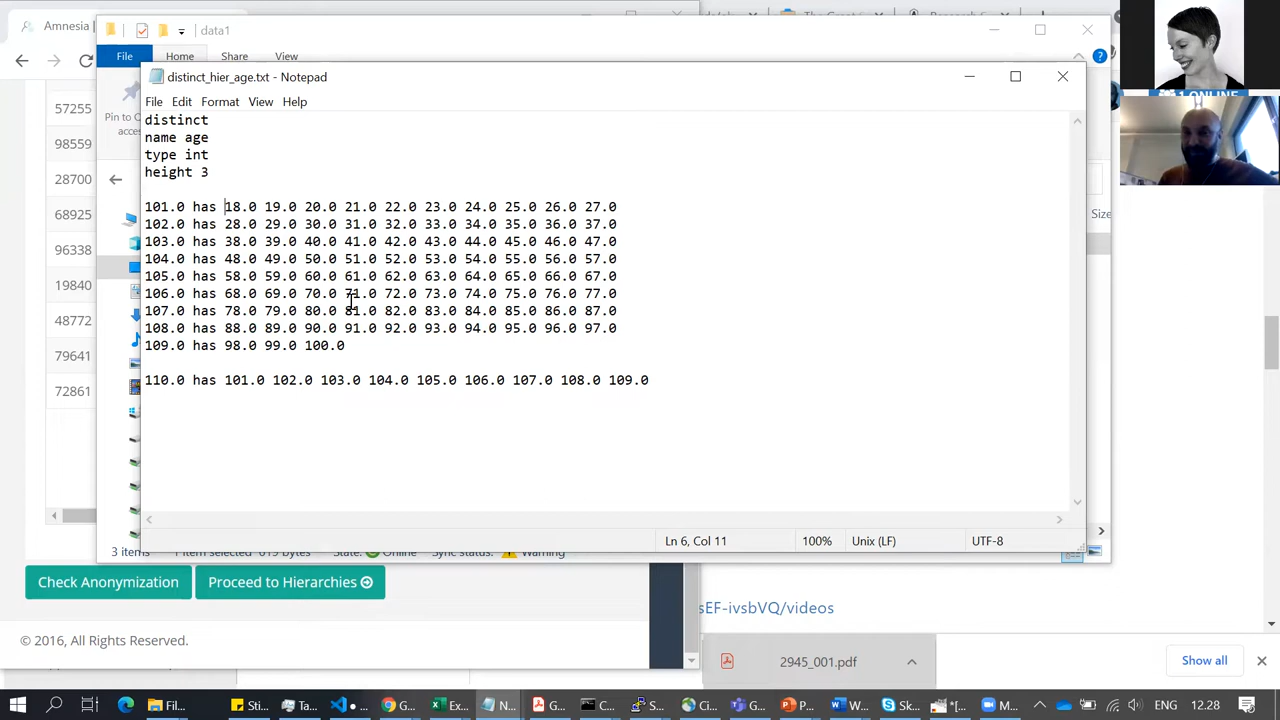 Amnesia
data1
File Home Share View
distinct_hier_age.txt - Notepad
File Edit Format View Help
distinct
name age
type int
height 3
101.0 has 18.0 19.0 20.0 21.0 22.0 23.0 24.0 25.0 26.0 27.0
102.0 has 28.0 29.0 30.0 31.0 32.0 33.0 34.0 35.0 36.0 37.0
103.0 has 38.0 39.0 40.0 41.0 42.0 43.0 44.0 45.0 46.0 47.0
104.0 has 48.0 49.0 50.0 51.0 52.0 53.0 54.0 55.0 56.0 57.0
105.0 has 58.0 59.0 60.0 61.0 62.0 63.0 64.0 65.0 66.0 67.0
106.0 has 68.0 69.0 70.0 71.0 72.0 73.0 74.0 75.0 76.0 77.0
107.0 has 78.0 79.0 80.0 81.0 82.0 83.0 84.0 85.0 86.0 87.0
108.0 has 88.0 89.0 90.0 91.0 92.0 93.0 94.0 95.0 96.0 97.0
109.0 has 98.0 99.0 100.0
110.0 has 101.0 102.0 103.0 104.0 105.0 106.0 107.0 108.0 109.0
Ln 6, Col 11 100% Unix (LF) UTF-8
57255
98559
28700
68925
96338
19840
48772
79641
72861
Pin to
Size
3 items
Check Anonymization Proceed to Hierarchies
© 2016, All Rights Reserved.
sEF-ivsbVQ/videos
2945_001.pdf
Show all
1 ONLINE
Fil... Sti... Ta... V... G... Exc... N... F... C... S... Ci... G... P... W... Sk... *[... M... ENG 12.28